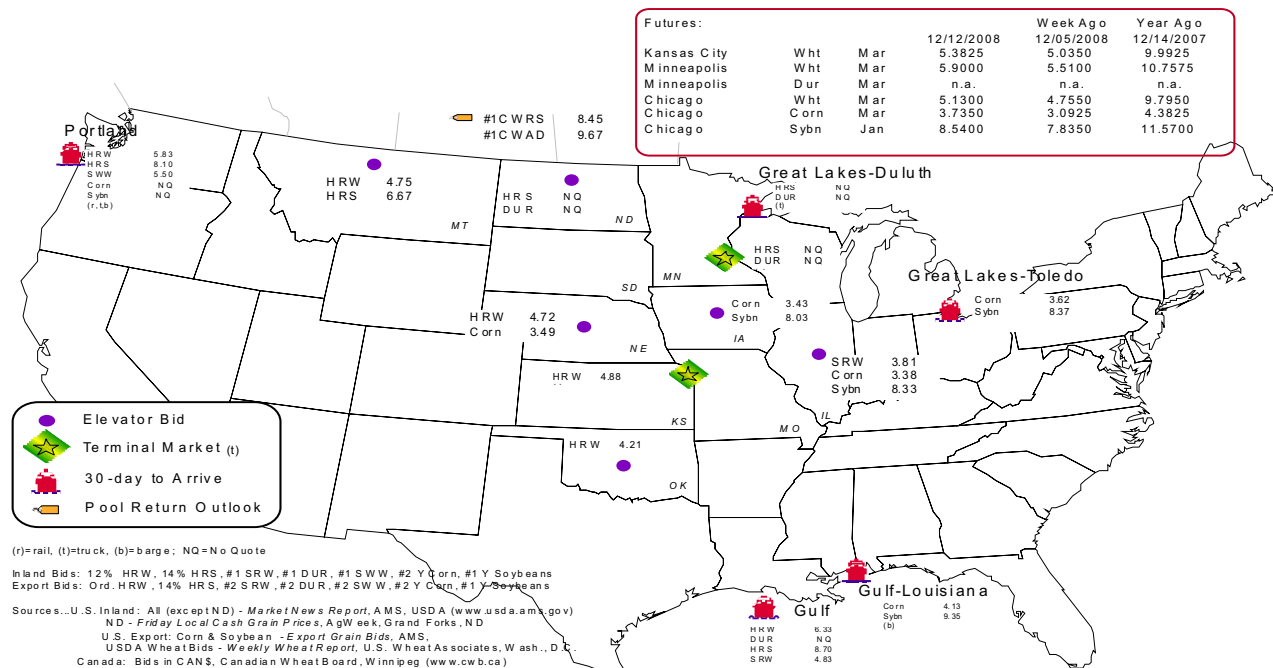 Futures: Week Ago Year Ago
12/12/2008 12/05/2008 12/14/2007
Kansas City Wht Mar 5.3825 5.0350 9.9925
Minneapolis Wht Mar 5.9000 5.5100 10.7575
Minneapolis Dur Mar n.a. n.a. n.a.
Chicago Wht Mar 5.1300 4.7550 9.7950
Chicago Corn Mar 3.7350 3.0925 4.3825
Chicago Sybn Jan 8.5400 7.8350 11.5700
#1CWRS 8.45
#1CWAD 9.67
Portland
HRW 5.83
HRS 8.10
SWW 5.50
Corn NQ
Sybn NQ
(r,t,b)
HRW 4.75
HRS 6.67
MT
HRS NQ
DUR NQ
ND
Great Lakes-Duluth
HRS NQ
DUR NQ
(t)
HRS NQ
DUR NQ
MN
SD
Great Lakes-Toledo
Corn 3.62
Sybn 8.37
HRW 4.72
Corn 3.49
NE
Corn 3.43
Sybn 8.03
IA
SRW 3.81
Corn 3.38
Sybn 8.33
IL
HRW 4.88
KS
MO
HRW 4.21
OK
Elevator Bid
Terminal Market (t)
30-day to Arrive
Pool Return Outlook
Gulf-Louisiana
Corn 4.13
Sybn 9.35
(b)
Gulf
HRW 6.33
DUR NQ
HRS 8.70
SRW 4.83
(r)=rail, (t)=truck, (b)=barge; NQ=No Quote
Inland Bids: 12% HRW, 14% HRS, #1 SRW, #1 DUR, #1 SWW, #2 Y Corn, #1 Y Soybeans
Export Bids: Ord. HRW, 14% HRS, #2 SRW, #2 DUR, #2 SWW, #2 Y Corn, #1 Y Soybeans
Sources...U.S. Inland: All (except ND) - Market News Report, AMS, USDA (www.usda.ams.gov)
ND - Friday Local Cash Grain Prices, AgWeek, Grand Forks, ND
U.S. Export: Corn & Soybean - Export Grain Bids, AMS,
USDA Wheat Bids - Weekly Wheat Report, U.S. Wheat Associates, Wash., D.C.
Canada: Bids in CAN$, Canadian Wheat Board, Winnipeg (www.cwb.ca)